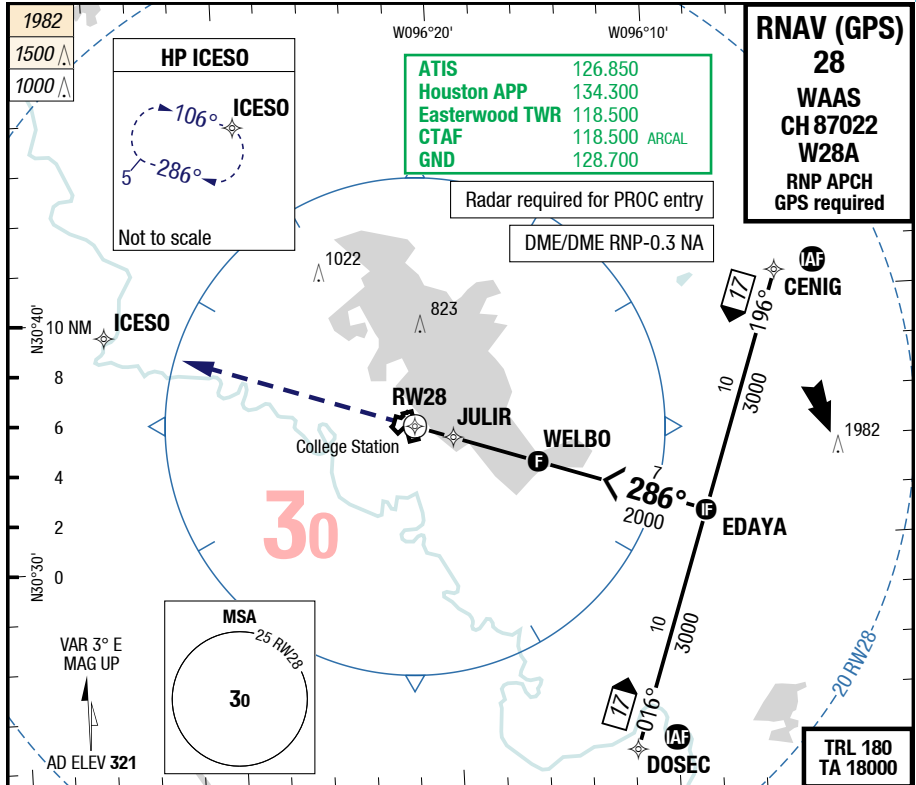 1982
1500
1000
HP ICESO
ICESO
106°
286°
5
Not to scale
W096°20'
W096°10'
ATIS 126.850
Houston APP 134.300
Easterwood TWR 118.500
CTAF 118.500 ARCAL
GND 128.700
Radar required for PROC entry
DME/DME RNP-0.3 NA
RNAV (GPS)
28
WAAS
CH 87022
W28A
RNP APCH
GPS required
1022
823
IAF
CENIG
17
196°
10
3000
1982
N30°40'
10 NM
ICESO
8
6
4
2
0
N30°30'
RW28
JULIR
College Station
WELBO
F
7
286°
2000
IF
EDAYA
30
10
3000
MSA
25 RW28
30
VAR 3° E
MAG UP
AD ELEV 321
17
016°
IAF
DOSEC
20 RW28
TRL 180
TA 18000